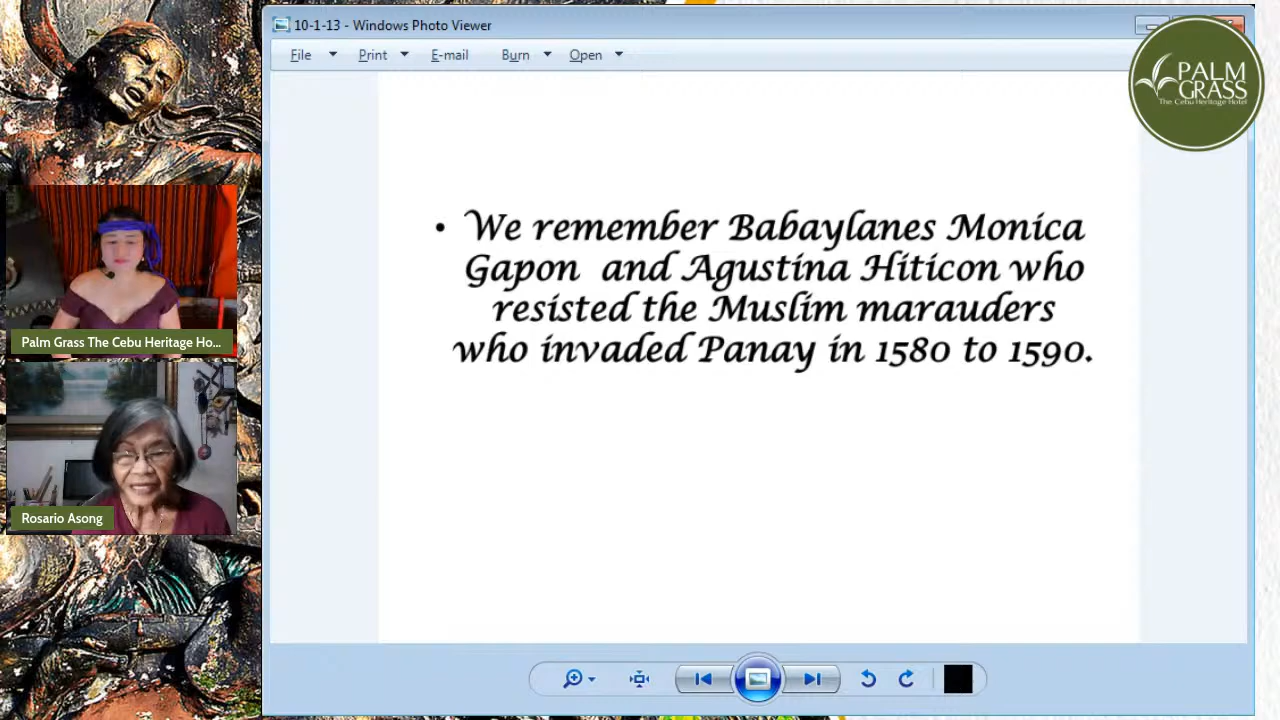 10-1-13 - Windows Photo Viewer
File
Print
E-mail
Burn
Open
PALM
GRASS
The Cebu Heritage Hotel
• We remember Babaylanes Monica
Gapon and Agustina Hiticon who
resisted the Muslim marauders
who invaded Panay in 1580 to 1590.
Palm Grass The Cebu Heritage Ho...
Rosario Asong